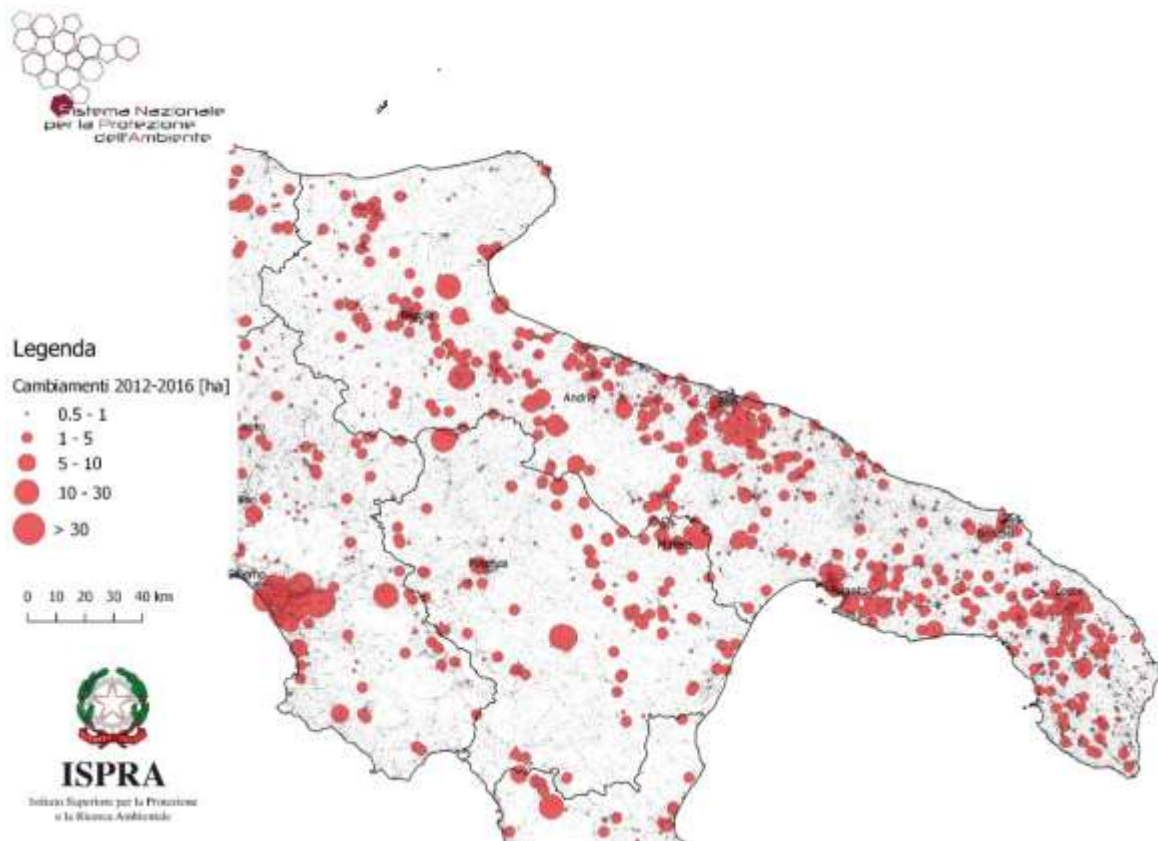 Sistema Nazionale
per la Protezione
dell'Ambiente
Legenda
Cambiamenti 2012-2016 [ha]
0.5 - 1
1 - 5
5 - 10
10 - 30
> 30
0 10 20 30 40 km
ISPRA
Istituto Superiore per la Protezione
e la Ricerca Ambientale
Foggia
Andria
Bari
Matera
Potenza
Brindisi
Taranto
Lecce